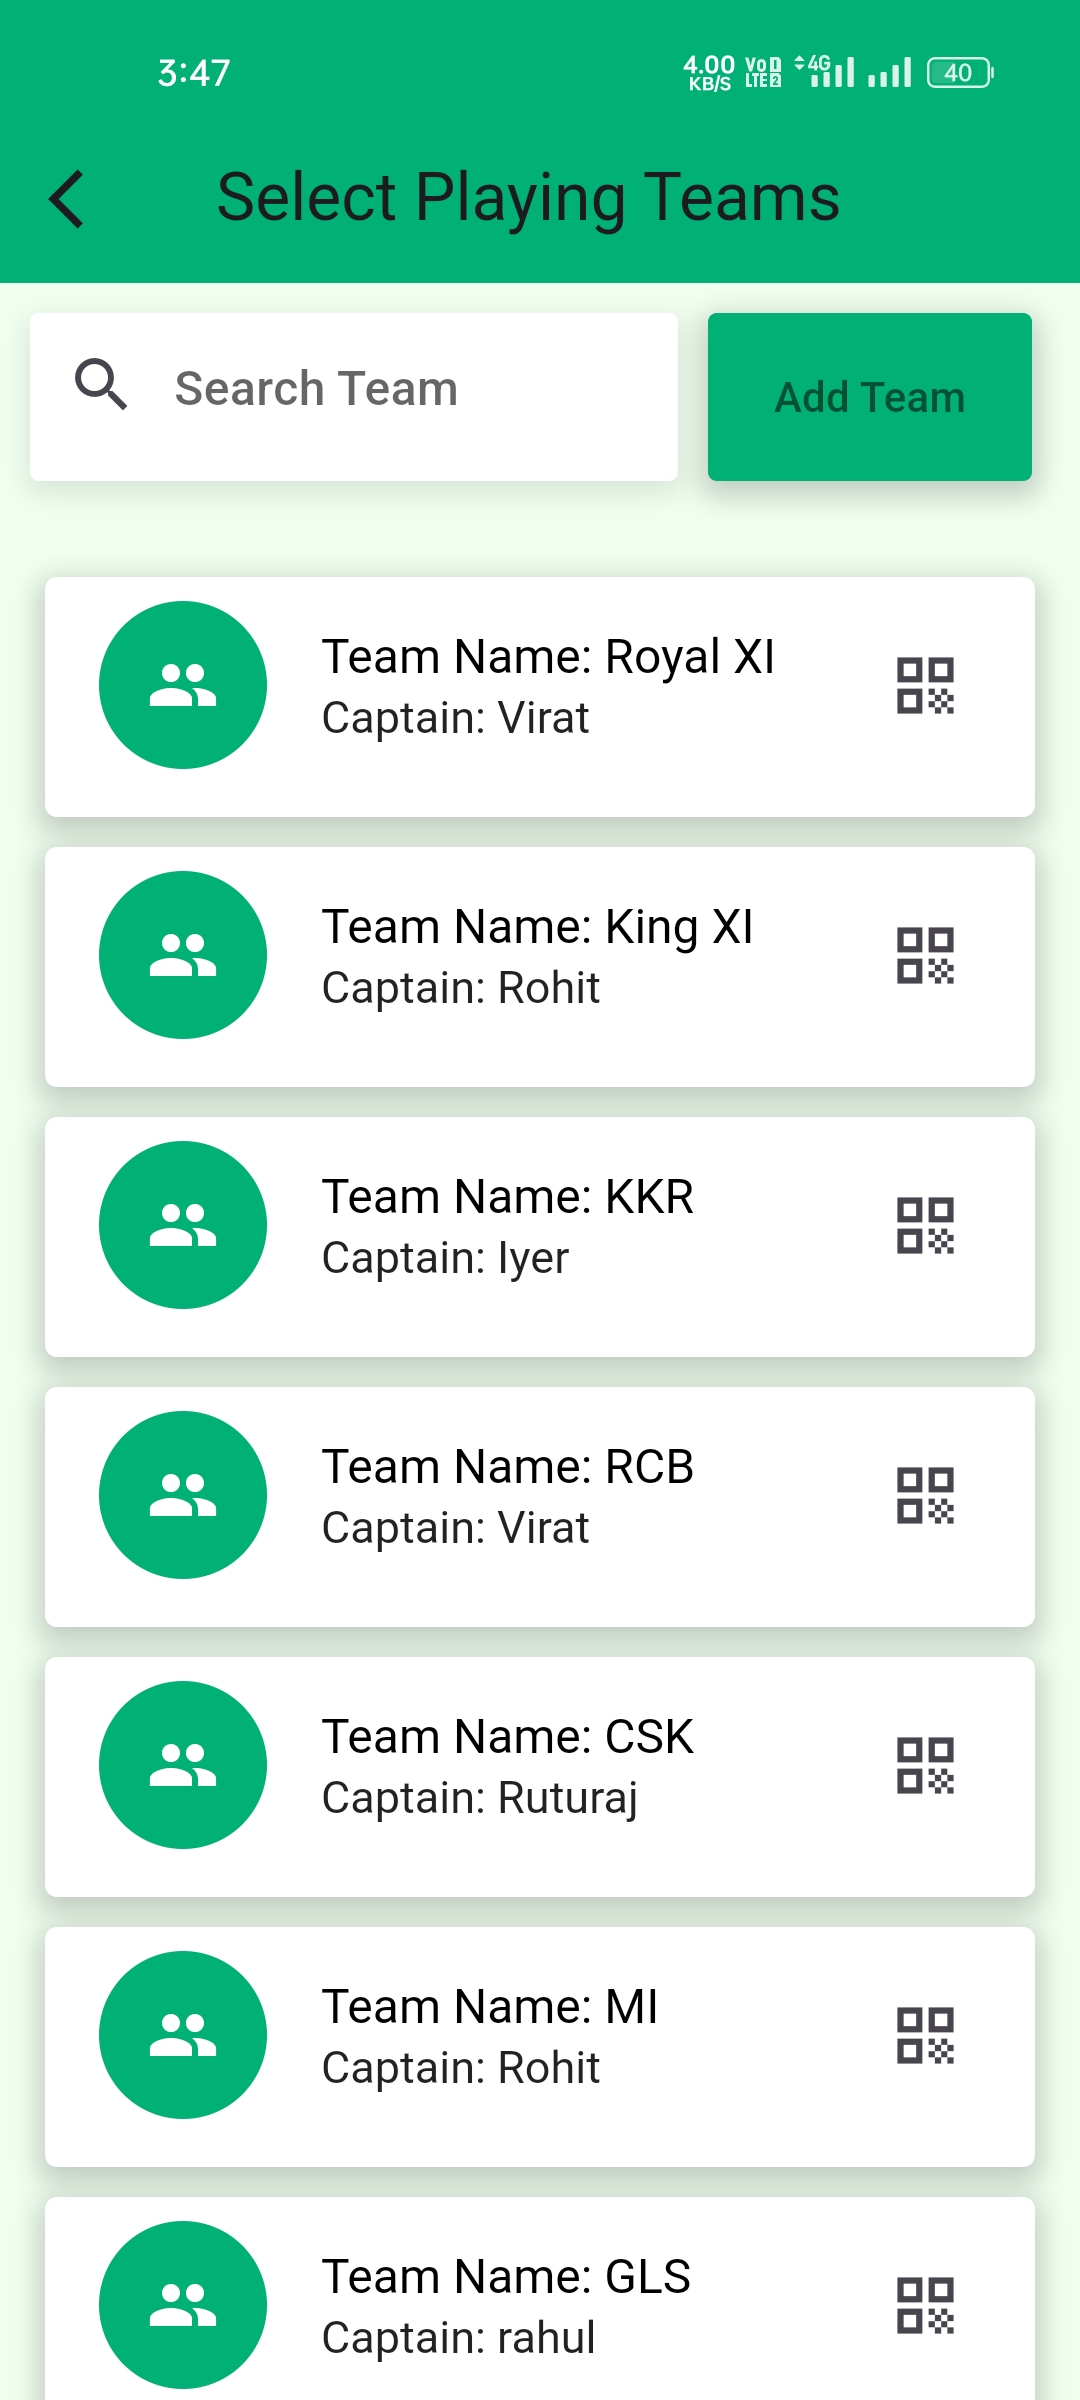 3:47
4.00 KB/S Vo 1 LTE 2 4G 40
Select Playing Teams
Search Team
Add Team
Team Name: Royal XI
Captain: Virat
Team Name: King XI
Captain: Rohit
Team Name: KKR
Captain: Iyer
Team Name: RCB
Captain: Virat
Team Name: CSK
Captain: Ruturaj
Team Name: MI
Captain: Rohit
Team Name: GLS
Captain: rahul